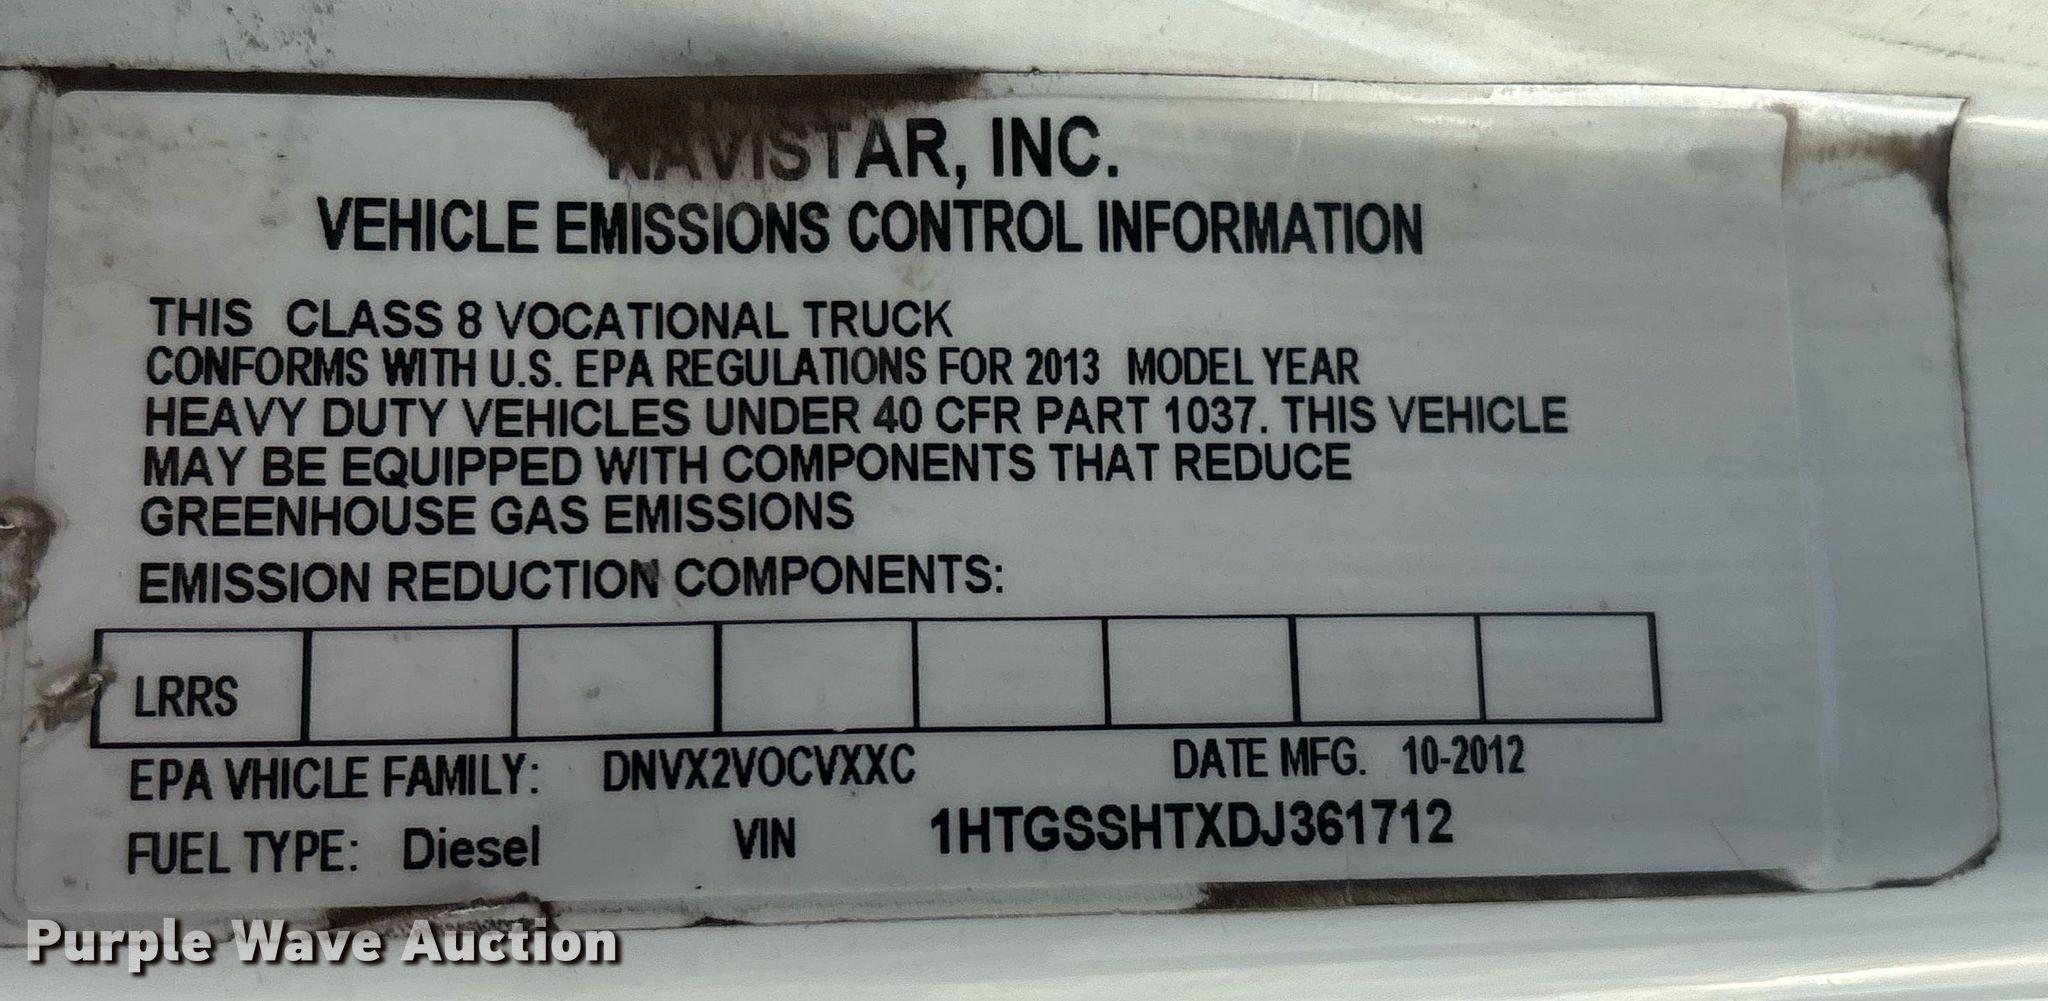 NAVISTAR, INC.
VEHICLE EMISSIONS CONTROL INFORMATION
THIS CLASS 8 VOCATIONAL TRUCK
CONFORMS WITH U.S. EPA REGULATIONS FOR 2013 MODEL YEAR
HEAVY DUTY VEHICLES UNDER 40 CFR PART 1037. THIS VEHICLE
MAY BE EQUIPPED WITH COMPONENTS THAT REDUCE
GREENHOUSE GAS EMISSIONS
EMISSION REDUCTION COMPONENTS:
LRRS
EPA VHICLE FAMILY: DNVX2VOCVXXC DATE MFG. 10-2012
FUEL TYPE: Diesel VIN 1HTGSSHTXDJ361712
Purple Wave Auction